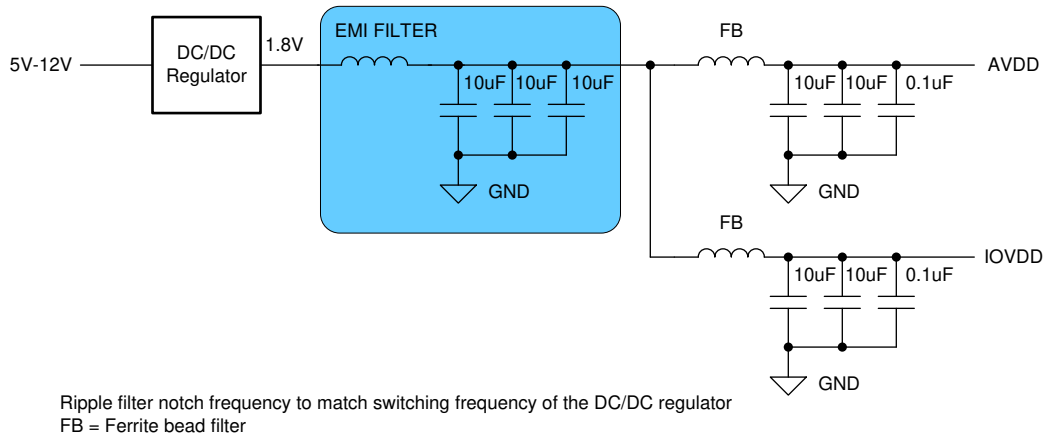 EMI FILTER
FB
5V-12V
DC/DC
Regulator
1.8V
AVDD
10uF 10uF 10uF
10uF 10uF 0.1uF
GND
GND
FB
IOVDD
10uF 10uF 0.1uF
GND
Ripple filter notch frequency to match switching frequency of the DC/DC regulator
FB = Ferrite bead filter